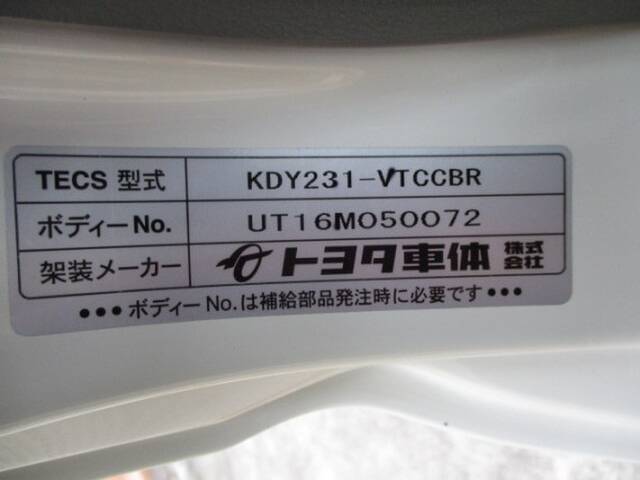 TECS 型式 KDY231-VTCCBR
ボディーNo. UT16M050072
架装メーカー トヨタ車体 株式会社
•••ボディーNo.は補給部品発注時に必要です•••